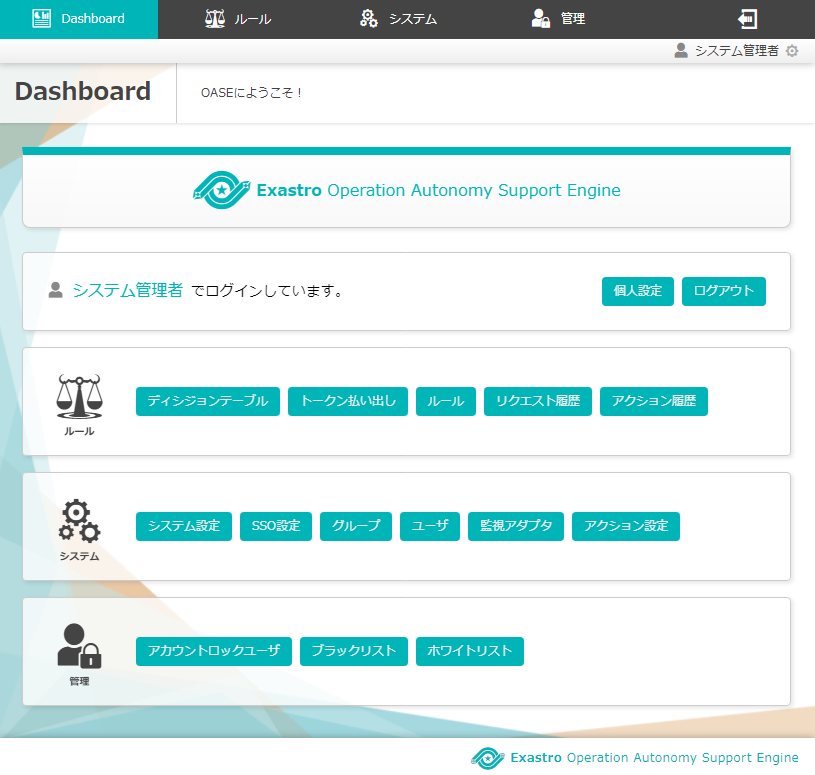 Dashboard ルール システム 管理
システム管理者
Dashboard OASEにようこそ！
Exastro Operation Autonomy Support Engine
システム管理者 でログインしています。 個人設定 ログアウト
ディシジョンテーブル トークン払い出し ルール リクエスト履歴 アクション履歴
ルール
システム設定 SSO設定 グループ ユーザ 監視アダプタ アクション設定
システム
アカウントロックユーザ ブラックリスト ホワイトリスト
管理
Exastro Operation Autonomy Support Engine